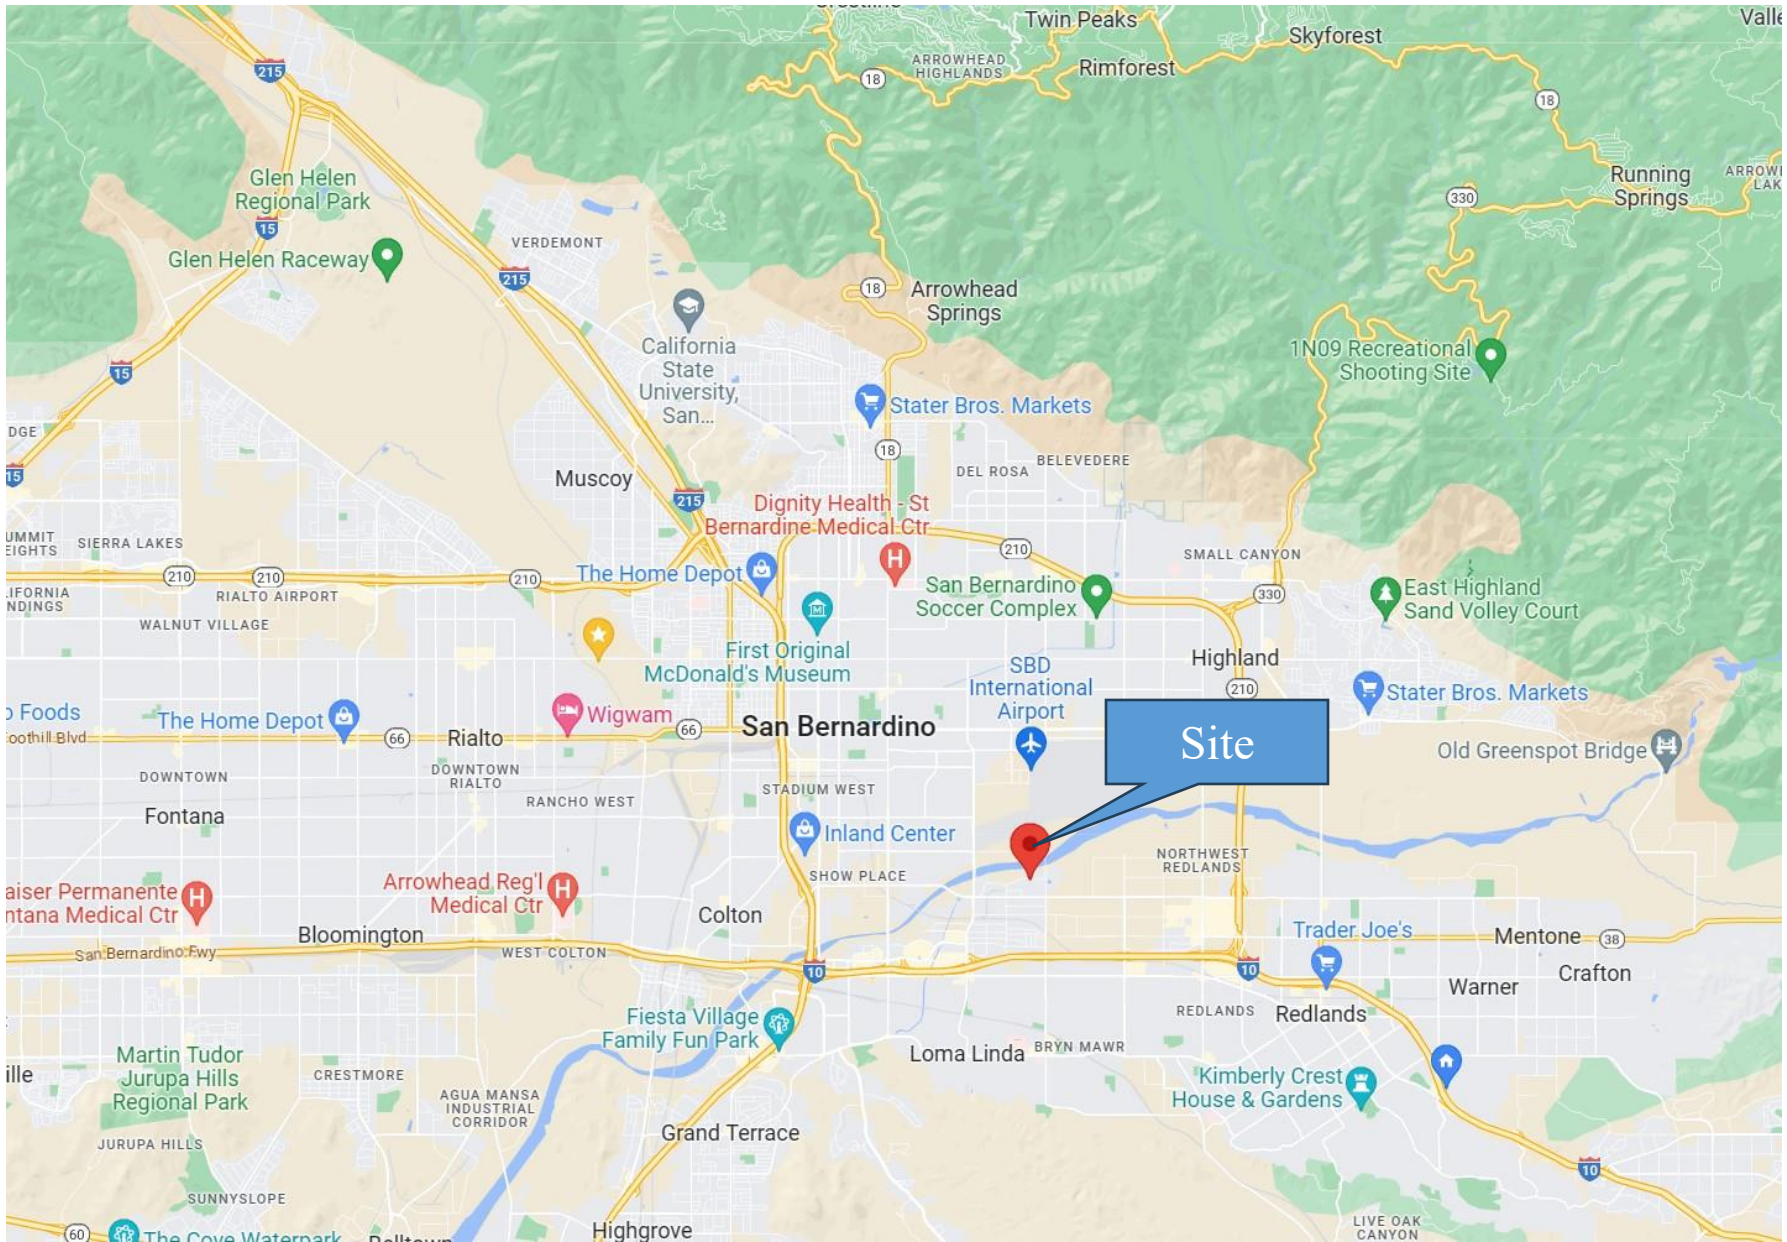 Twin Peaks
Skyforest
ARROWHEAD
HIGHLANDS
Rimforest
18
215
18
Glen Helen
Regional Park
15
Glen Helen Raceway
VERDEMONT
215
Running
Springs
330
18
Arrowhead
Springs
15
California
State
University,
San...
1N09 Recreational
Shooting Site
Stater Bros. Markets
DGE
15
18
Muscoy
DEL ROSA
BELEVEDERE
215
Dignity Health - St
Bernardine Medical Ctr
SIERRA LAKES
210
SMALL CANYON
210
210
RIALTO AIRPORT
210
The Home Depot
H
San Bernardino
Soccer Complex
330
East Highland
Sand Volley Court
WALNUT VILLAGE
M
First Original
McDonald's Museum
Highland
SBD
International
Airport
210
Stater Bros. Markets
Foods
oothill Blvd
The Home Depot
66
Rialto
Wigwam
66
San Bernardino
Site
Old Greenspot Bridge
DOWNTOWN
DOWNTOWN
RIALTO
RANCHO WEST
STADIUM WEST
Fontana
Inland Center
NORTHWEST
REDLANDS
SHOW PLACE
aiser Permanente
ntana Medical Ctr
H
Arrowhead Reg'l
Medical Ctr
H
Colton
Bloomington
San Bernardino Fwy
WEST COLTON
Trader Joe's
Mentone
38
10
10
Crafton
Warner
REDLANDS
Redlands
Fiesta Village
Family Fun Park
Loma Linda
BRYN MAWR
Martin Tudor
Jurupa Hills
Regional Park
ille
CRESTMORE
AGUA MANSA
INDUSTRIAL
CORRIDOR
Kimberly Crest
House & Gardens
Grand Terrace
JURUPA HILLS
10
SUNNYSLOPE
60
The Cove Waterpark
Highgrove
LIVE OAK
CANYON